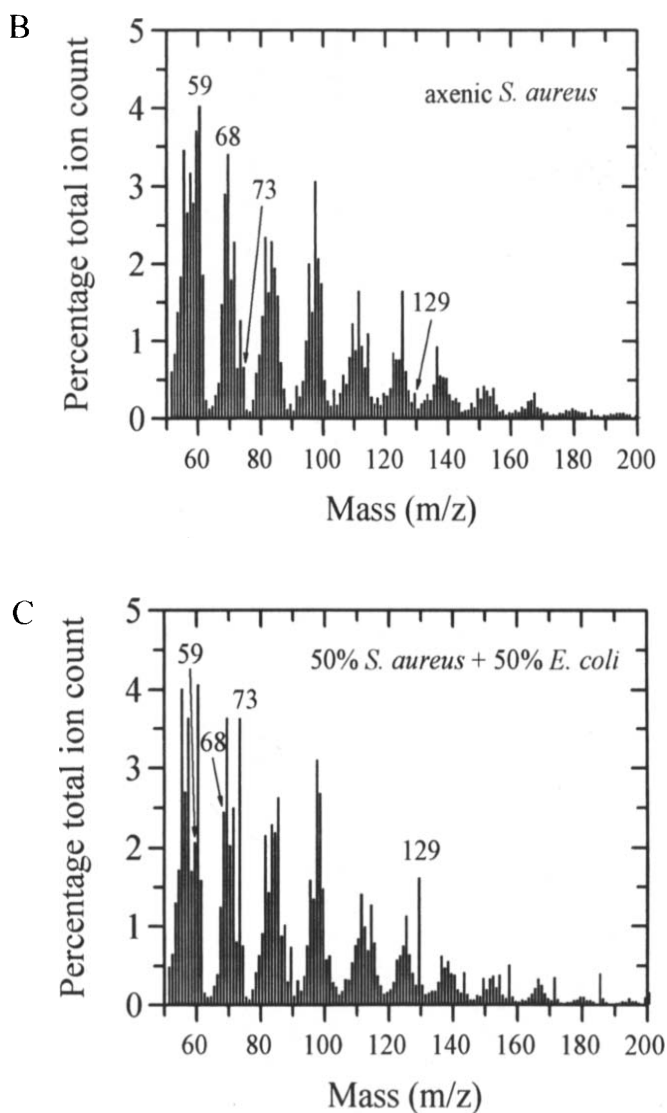 B
Percentage total ion count
5
4
3
2
1
0
59
68
73
129
axenic S. aureus
60 80 100 120 140 160 180 200
Mass (m/z)
C
Percentage total ion count
5
4
3
2
1
0
59
68
73
129
50% S. aureus + 50% E. coli
60 80 100 120 140 160 180 200
Mass (m/z)